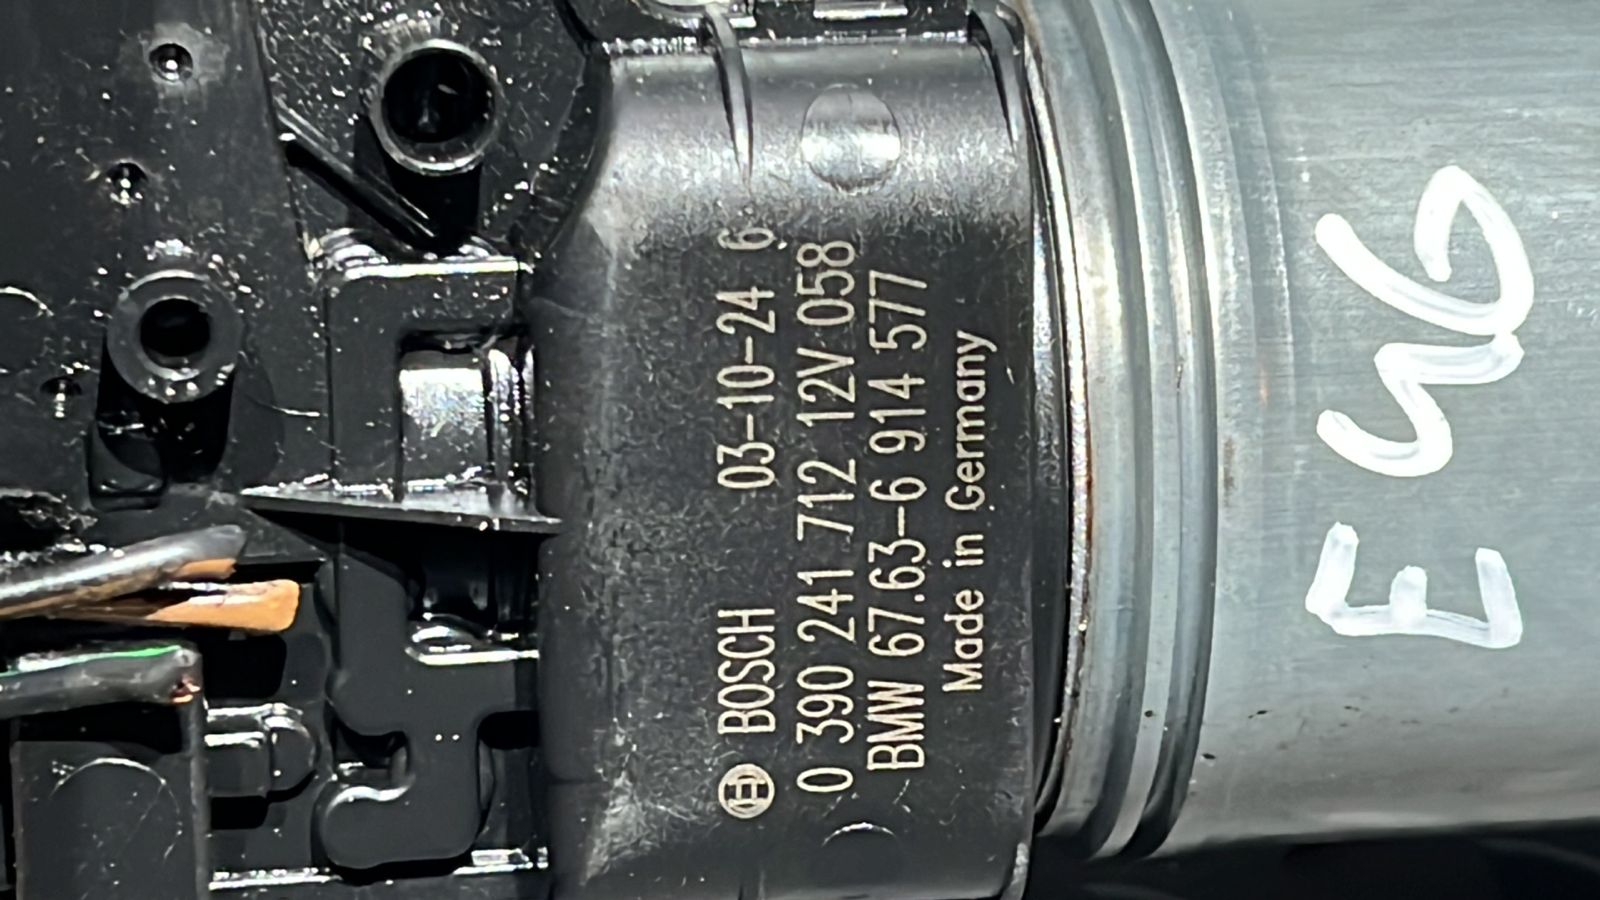 BOSCH 03-10-24 6
0 390 241 712 12V 058
BMW 67.63-6 914 577
Made in Germany
E 46